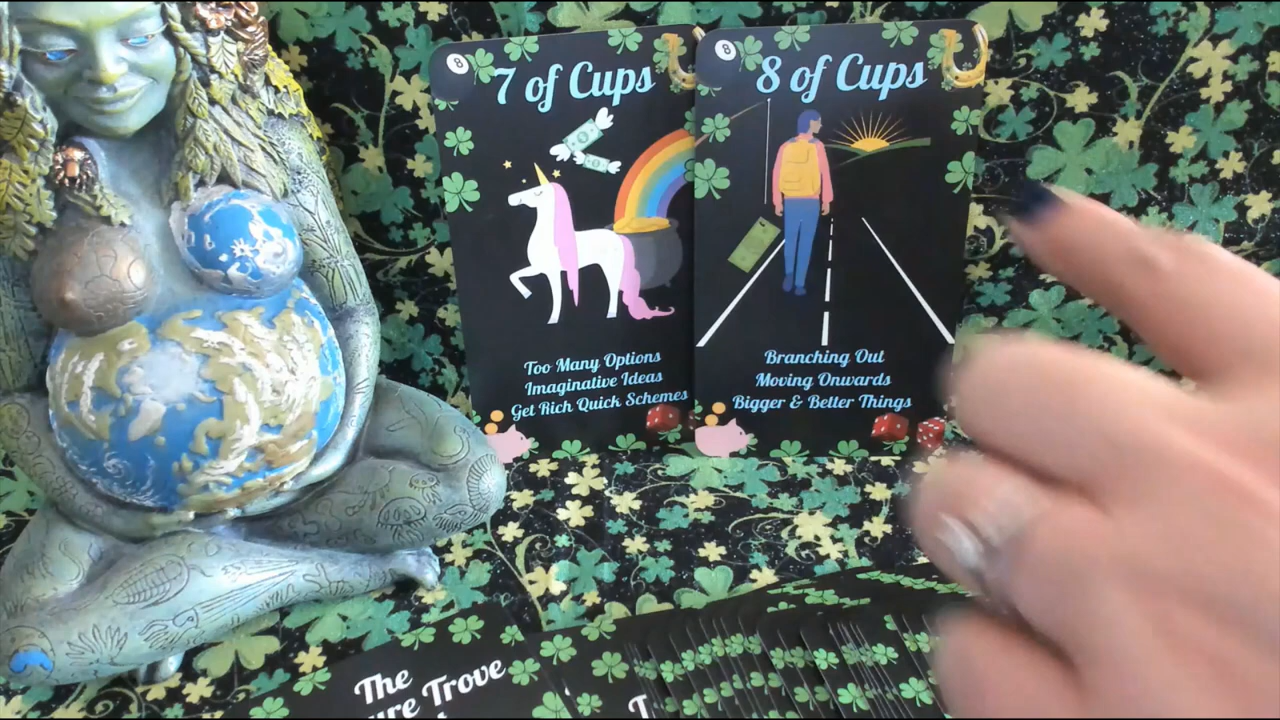 8
7 of Cups
Too Many Options
Imaginative Ideas
Get Rich Quick Schemes
8
8 of Cups
Branching Out
Moving Onwards
Bigger & Better Things
The
Trove